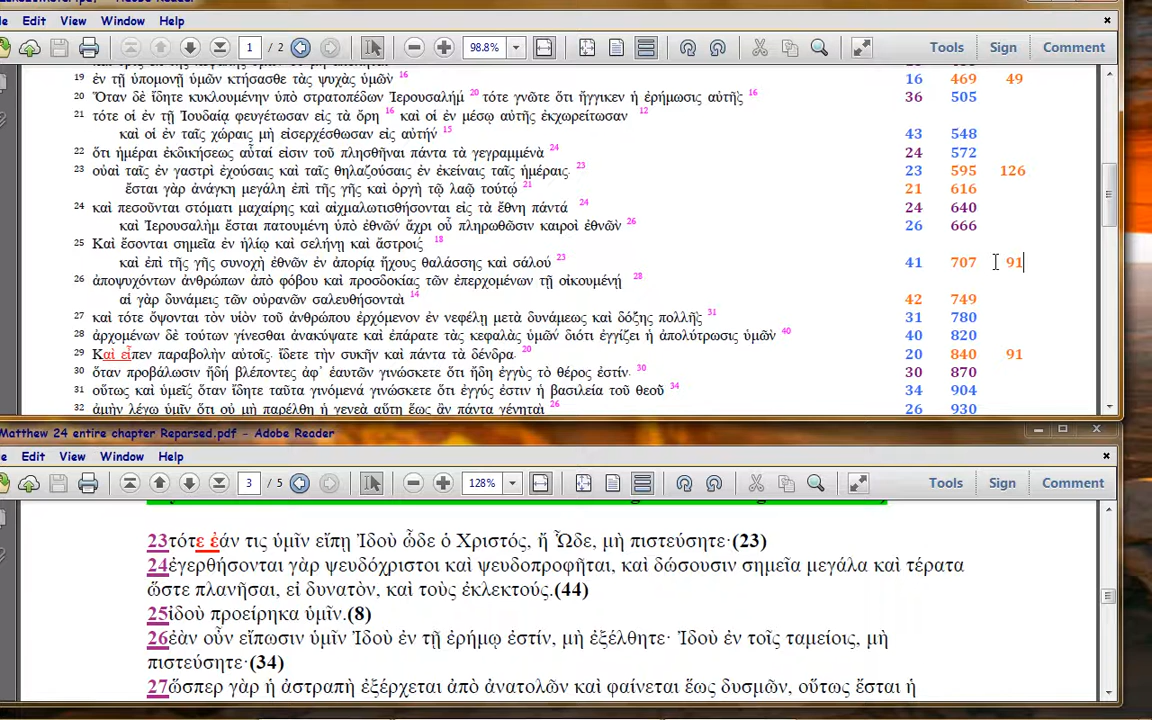 Edit View Window Help ×
1 / 2 98.8% Tools Sign Comment
19 ἐν τῇ ὑπομονῇ ὑμῶν κτήσασθε τὰς ψυχὰς ὑμῶν 16 16 469 49
20 Ὅταν δὲ ἴδητε κυκλουμένην ὑπὸ στρατοπέδων Ἰερουσαλήμ 20 τότε γνῶτε ὅτι ἤγγικεν ἡ ἐρήμωσις αὐτῆς 16 36 505
21 τότε οἱ ἐν τῇ Ἰουδαίᾳ φευγέτωσαν εἰς τὰ ὄρη 16 καὶ οἱ ἐν μέσῳ αὐτῆς ἐκχωρείτωσαν 12
καὶ οἱ ἐν ταῖς χώραις μὴ εἰσερχέσθωσαν εἰς αὐτήν 15 43 548
22 ὅτι ἡμέραι ἐκδικήσεως αὗταί εἰσιν τοῦ πλησθῆναι πάντα τὰ γεγραμμένὰ 24 24 572
23 οὐαὶ ταῖς ἐν γαστρὶ ἐχούσαις καὶ ταῖς θηλαζούσαις ἐν ἐκείναις ταῖς ἡμέραις· 23 23 595 126
ἔσται γὰρ ἀνάγκη μεγάλη ἐπὶ τῆς γῆς καὶ ὀργὴ τῷ λαῷ τούτῳ 21 21 616
24 καὶ πεσοῦνται στόματι μαχαίρης καὶ αἰχμαλωτισθήσονται εἰς τὰ ἔθνη πάντά 24 24 640
καὶ Ἰερουσαλὴμ ἔσται πατουμένη ὑπὸ ἐθνῶν ἄχρι οὗ πληρωθῶσιν καιροὶ ἐθνῶν 26 26 666
25 Καὶ ἔσονται σημεῖα ἐν ἡλίῳ καὶ σελήνῃ καὶ ἄστροις 18
καὶ ἐπὶ τῆς γῆς συνοχὴ ἐθνῶν ἐν ἀπορίᾳ ἤχους θαλάσσης καὶ σάλού 23 41 707 91
26 ἀποψυχόντων ἀνθρώπων ἀπὸ φόβου καὶ προσδοκίας τῶν ἐπερχομένων τῇ οἰκουμένῃ 28
αἱ γὰρ δυνάμεις τῶν οὐρανῶν σαλευθήσονταὶ 14 42 749
27 καὶ τότε ὄψονται τὸν υἱὸν τοῦ ἀνθρώπου ἐρχόμενον ἐν νεφέλῃ μετὰ δυνάμεως καὶ δόξης πολλῆς 31 31 780
28 ἀρχομένων δὲ τούτων γίνεσθαι ἀνακύψατε καὶ ἐπάρατε τὰς κεφαλὰς ὑμῶν διότι ἐγγίζει ἡ ἀπολύτρωσις ὑμῶν 40 40 820
29 Καὶ εἶπεν παραβολὴν αὐτοῖς· ἴδετε τὴν συκῆν καὶ πάντα τὰ δένδρα· 20 20 840 91
30 ὅταν προβάλωσιν ἤδη βλέποντες ἀφ᾽ ἑαυτῶν γινώσκετε ὅτι ἤδη ἐγγὺς τὸ θέρος ἐστίν· 30 30 870
31 οὕτως καὶ ὑμεῖς ὅταν ἴδητε ταῦτα γινόμενά γινώσκετε ὅτι ἐγγύς ἐστιν ἡ βασιλεία τοῦ θεοῦ 34 34 904
32 ἀμὴν λέγω ὑμῖν ὅτι οὐ μὴ παρέλθῃ ἡ γενεὰ αὕτη ἕως ἂν πάντα γένηταὶ 26 26 930
Matthew 24 entire chapter Reparsed.pdf - Adobe Reader
Edit View Window Help ×
3 / 5 128% Tools Sign Comment
23τότε ἐάν τις ὑμῖν εἴπῃ Ἰδοὺ ὧδε ὁ Χριστός, ἤ Ὧδε, μὴ πιστεύσητε·(23)
24ἐγερθήσονται γὰρ ψευδόχριστοι καὶ ψευδοπροφῆται, καὶ δώσουσιν σημεῖα μεγάλα καὶ τέρατα
ὥστε πλανῆσαι, εἰ δυνατὸν, καὶ τοὺς ἐκλεκτούς.(44)
25ἰδοὺ προείρηκα ὑμῖν.(8)
26ἐὰν οὖν εἴπωσιν ὑμῖν Ἰδοὺ ἐν τῇ ἐρήμῳ ἐστίν, μὴ ἐξέλθητε· Ἰδοὺ ἐν τοῖς ταμείοις, μὴ
πιστεύσητε·(34)
27ὥσπερ γὰρ ἡ ἀστραπὴ ἐξέρχεται ἀπὸ ἀνατολῶν καὶ φαίνεται ἕως δυσμῶν, οὕτως ἔσται ἡ